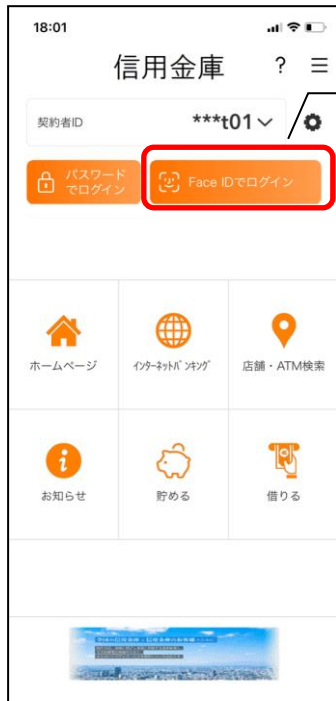 18:01
信用金庫 ?
契約者ID ***t01
パスワード
でログイン
Face IDでログイン
ホームページ
インターネットバンキング
店舗・ATM検索
お知らせ
貯める
借りる